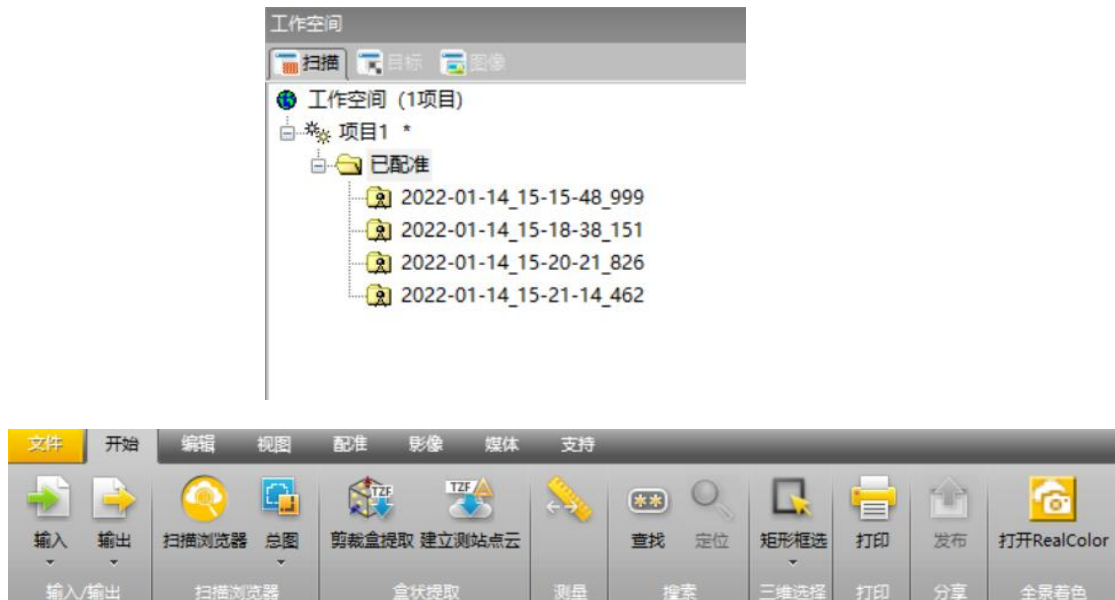 工作空间
扫描 目标 图像
工作空间 (1项目)
项目1 *
已配准
2022-01-14_15-15-48_999
2022-01-14_15-18-38_151
2022-01-14_15-20-21_826
2022-01-14_15-21-14_462
文件 开始 编辑 视图 配准 影像 媒体 支持
TZF TZF **
输入 输出 扫描浏览器 总图 剪裁盒提取 建立测站点云 查找 定位 矩形框选 打印 发布 打开RealColor
输入/输出 扫描浏览器 盒状提取 测量 搜索 三维选择 打印 分享 全景着色